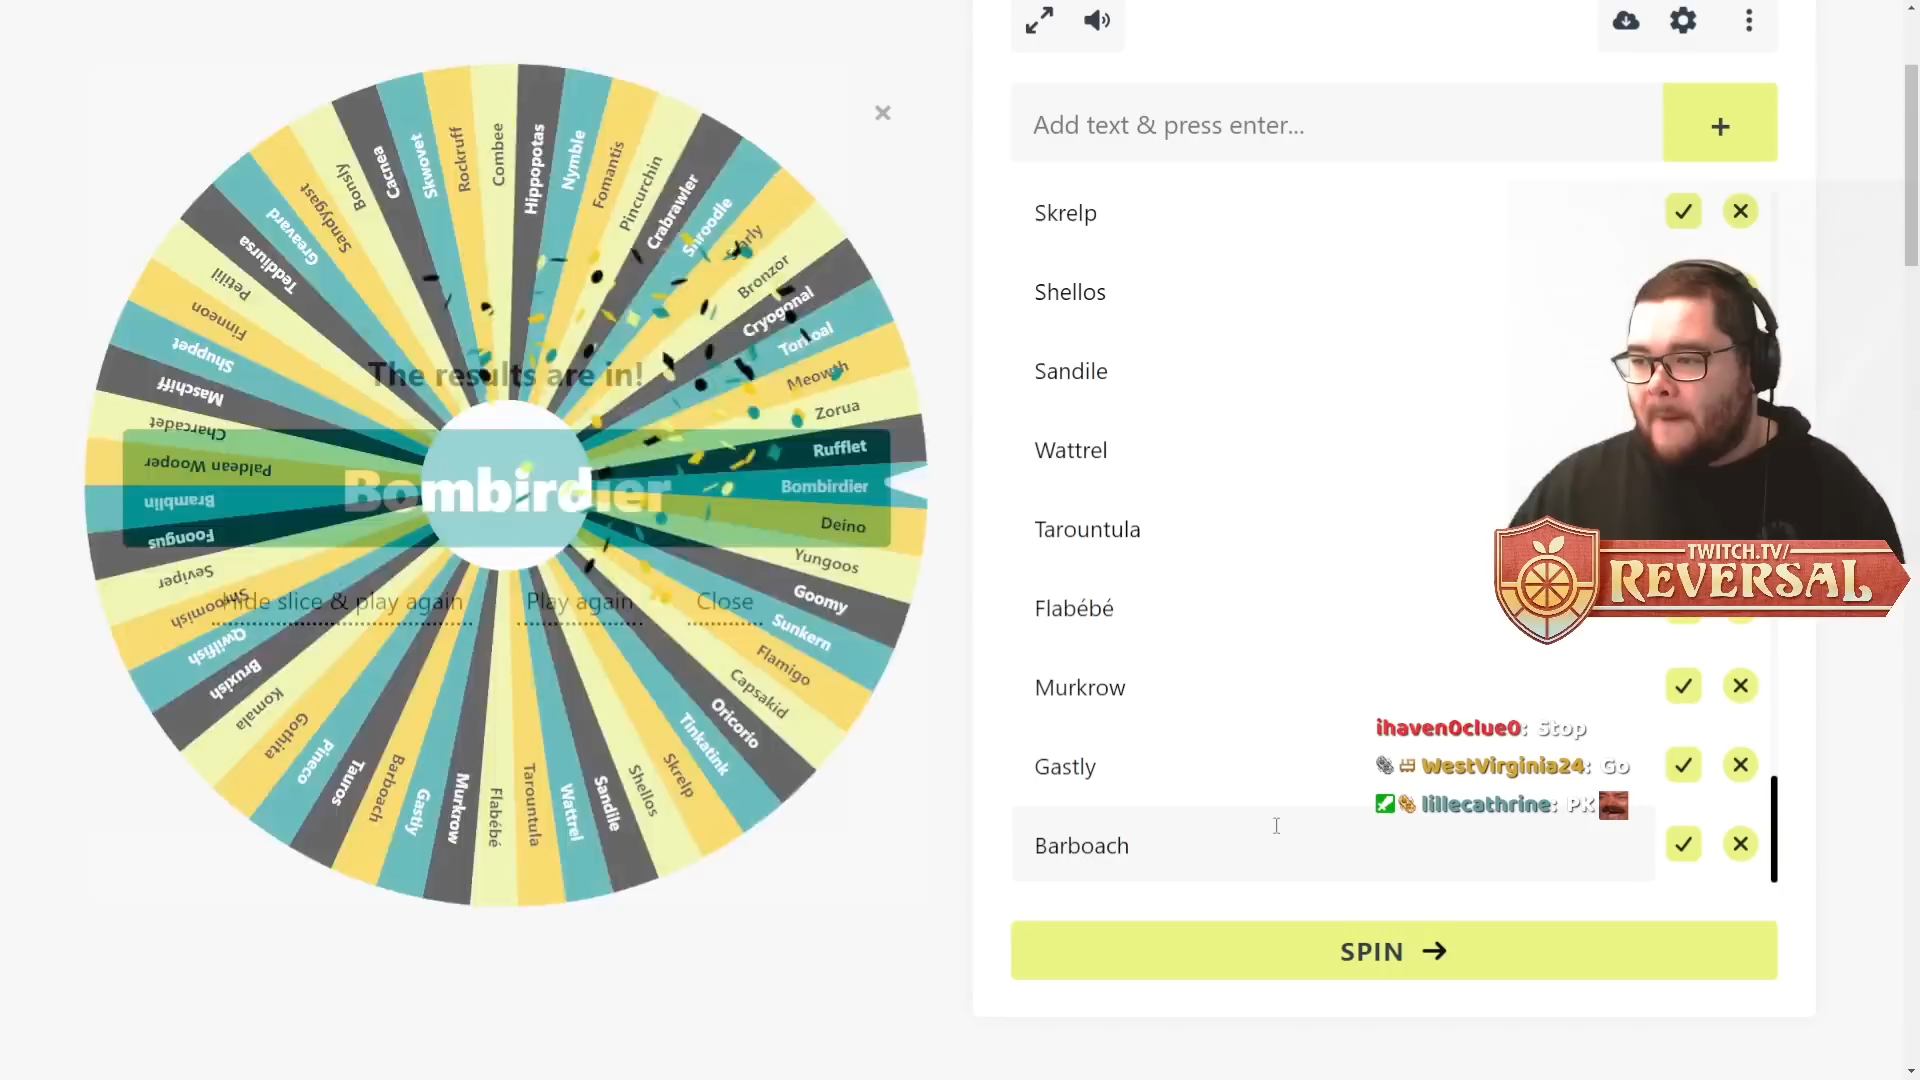 Add text & press enter...
+
Skrelp
Shellos
Sandile
Wattrel
Tarountula
Flabébé
Murkrow
Gastly
Barboach
SPIN
The results are in!
Bombirdier
Hide slice & play again
Play again
Close
Combee
Hippopotas
Nymble
Fomantis
Pincurchin
Crabrawler
Shroodle
Bronzor
Cryogonal
Torkoal
Meowth
Zorua
Rufflet
Bombirdier
Deino
Yungoos
Goomy
Sunkern
Flamigo
Capsakid
Oricorio
Tinkatink
Skrelp
Shellos
Sandile
Wattrel
Tarountula
Flabébé
Murkrow
Gastly
Barboach
Tauros
Pineco
Gothita
Komala
Bruxish
Qwilfish
Shroomish
Seviper
Foongus
Bramblin
Paldean Wooper
Charcadet
Maschiff
Shuppet
Finneon
Petilil
Teddiursa
Greavard
Sandygast
Bonsly
Cacnea
Skwovet
Rockruff
TWITCH.TV/
REVERSAL
ihaven0clue0: Stop
WestVirginia24: Go
lillecathrine: PK